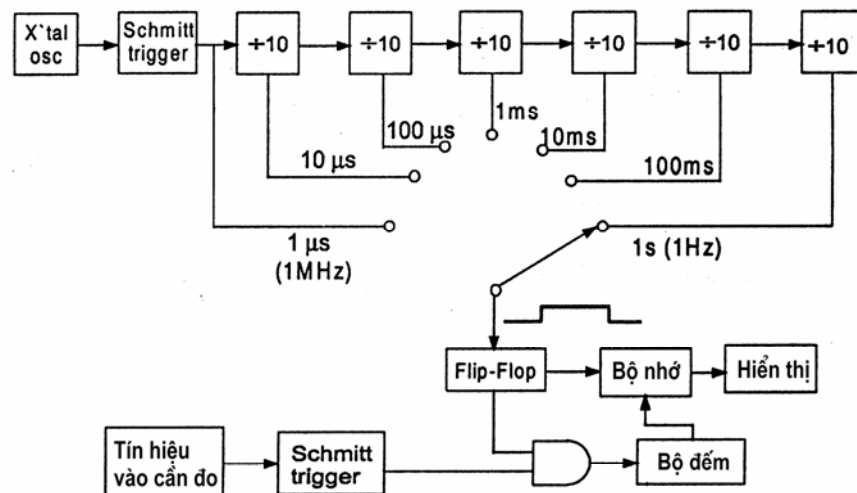 X`tal
osc
Schmitt
trigger
÷10
÷10
÷10
÷10
÷10
÷10
1ms
100 µs
10ms
10 µs
100ms
1 µs
(1MHz)
1s (1Hz)
Flip-Flop
Bộ nhớ
Hiển thị
Tín hiệu
vào cần đo
Schmitt
trigger
Bộ đếm